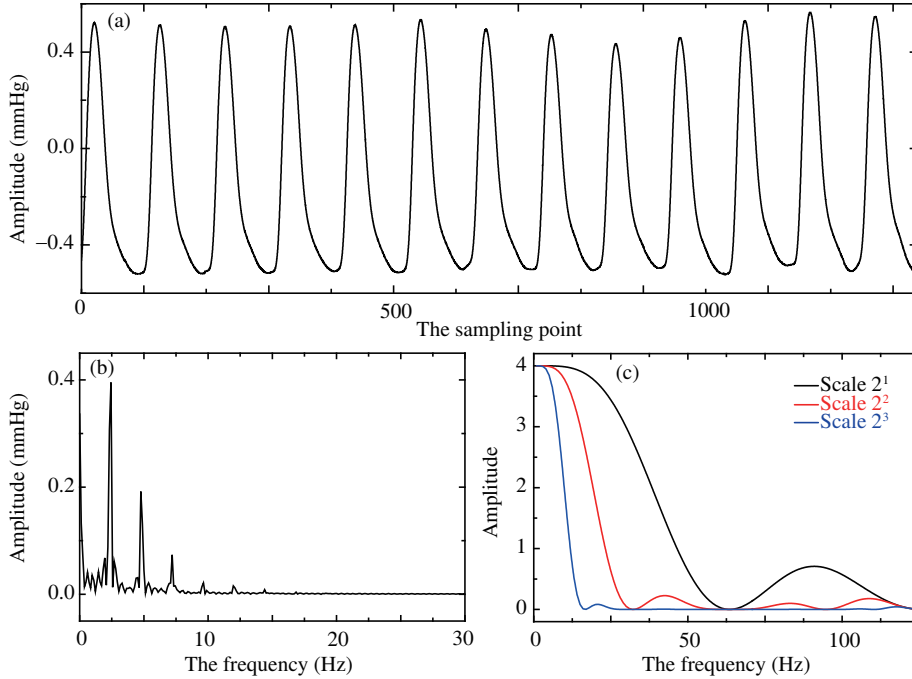 (a)
0.4
0.0
−0.4
Amplitude (mmHg)
0
500
1000
The sampling point
(b)
0.4
0.2
0.0
Amplitude (mmHg)
0
10
20
30
The frequency (Hz)
(c)
Scale 2¹
Scale 2²
Scale 2³
4
3
2
1
0
Amplitude
0
50
100
The frequency (Hz)